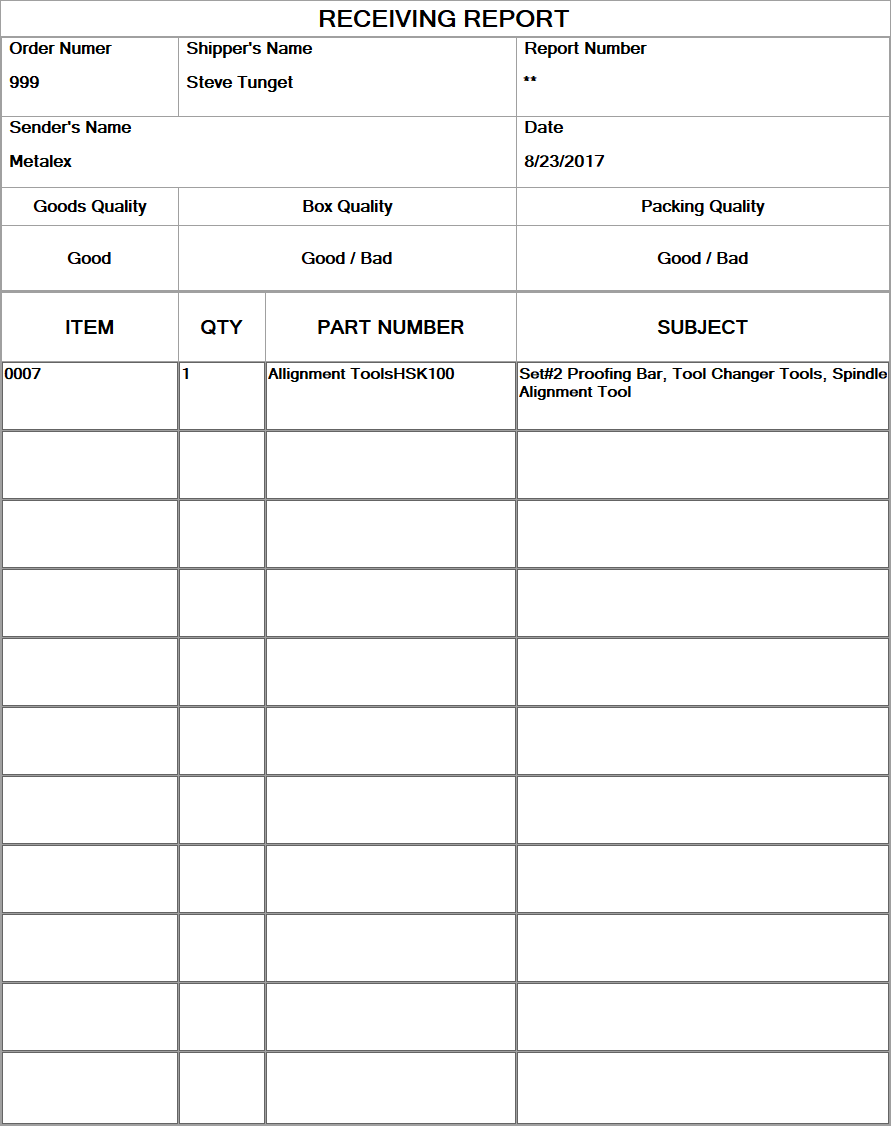 RECEIVING REPORT
Order Numer
Shipper's Name
Report Number
999
Steve Tunget
**
Sender's Name
Date
Metalex
8/23/2017
Goods Quality
Box Quality
Packing Quality
Good
Good / Bad
Good / Bad
ITEM
QTY
PART NUMBER
SUBJECT
0007
1
Allignment ToolsHSK100
Set#2 Proofing Bar, Tool Changer Tools, Spindle
Alignment Tool